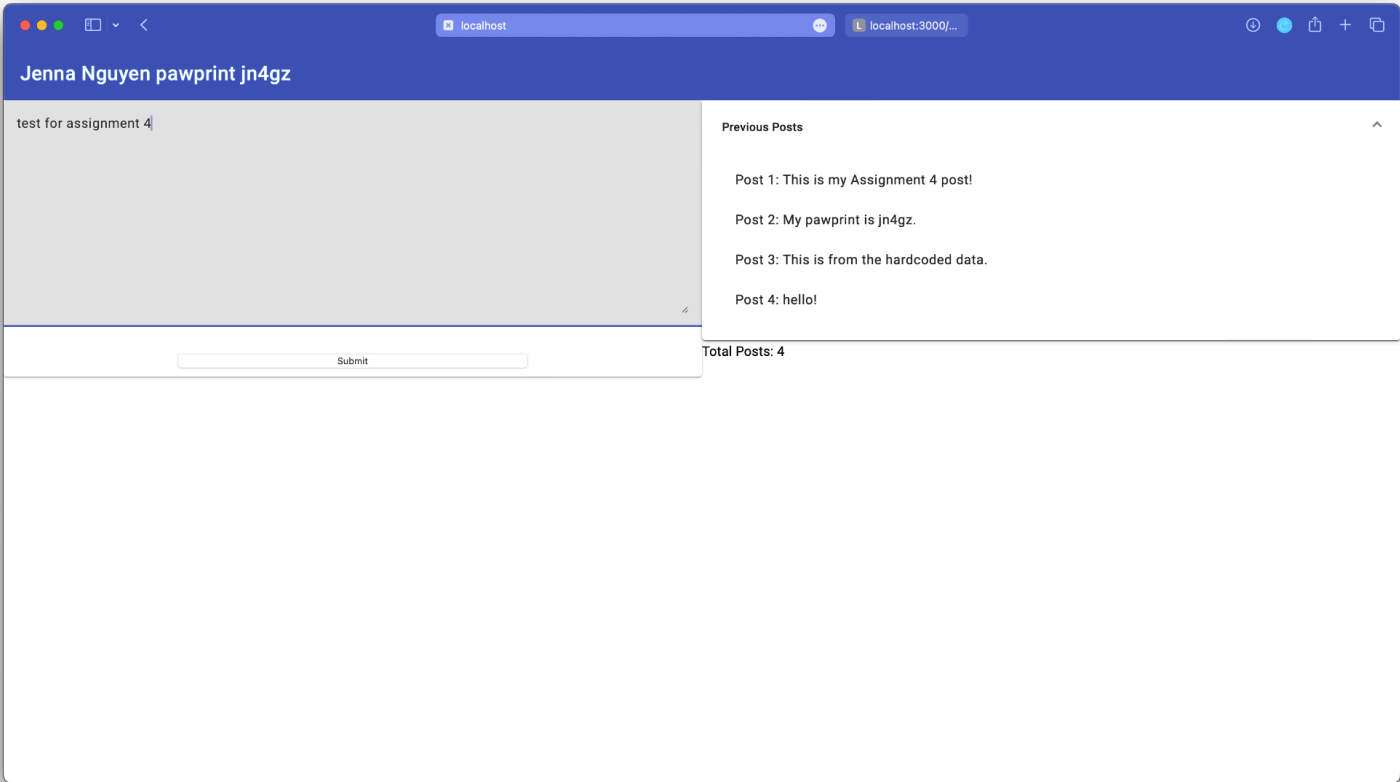 localhost
L localhost:3000/...
Jenna Nguyen pawprint jn4gz
test for assignment 4
Submit
Previous Posts
Post 1: This is my Assignment 4 post!
Post 2: My pawprint is jn4gz.
Post 3: This is from the hardcoded data.
Post 4: hello!
Total Posts: 4